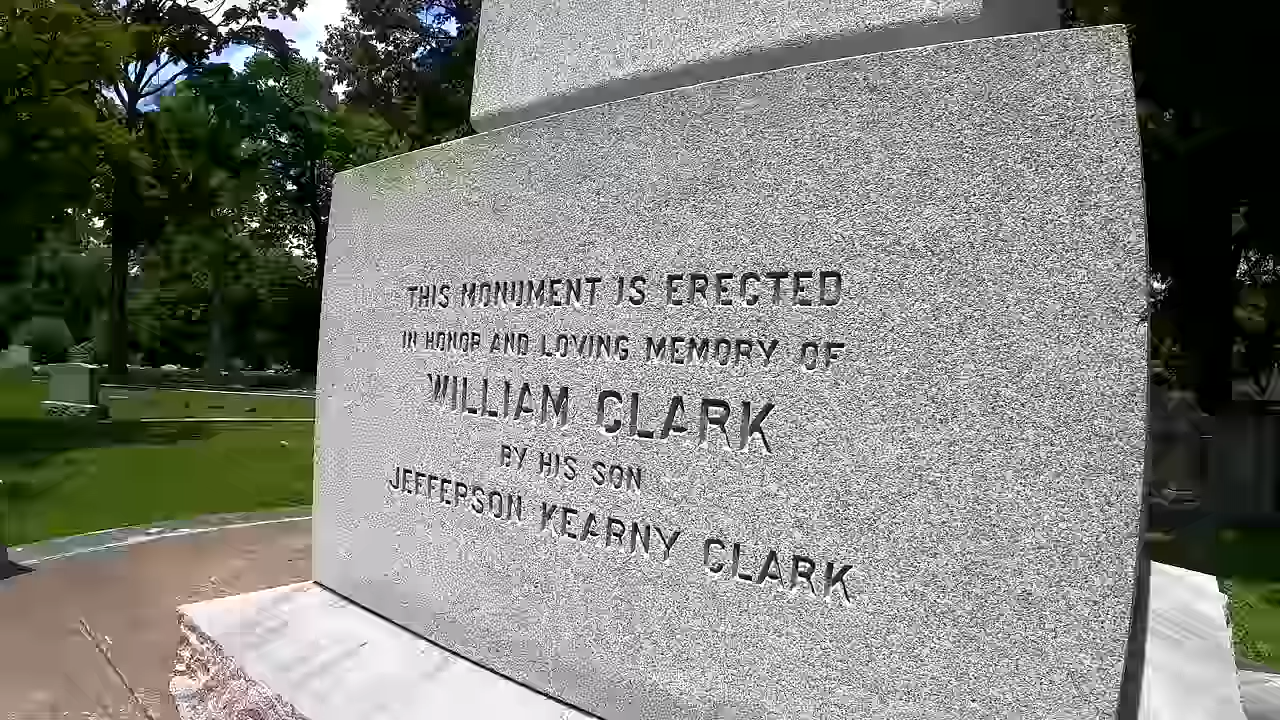 THIS MONUMENT IS ERECTED
IN HONOR AND LOVING MEMORY OF
WILLIAM CLARK
BY HIS SON
JEFFERSON KEARNY CLARK